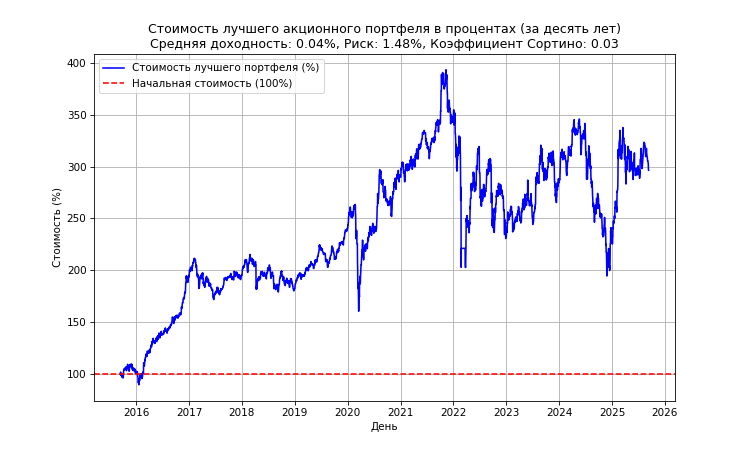 Стоимость лучшего акционного портфеля в процентах (за десять лет)
Средняя доходность: 0.04%, Риск: 1.48%, Коэффициент Сортино: 0.03
Стоимость лучшего портфеля (%)
Начальная стоимость (100%)
Стоимость (%)
400
350
300
250
200
150
100
2016 2017 2018 2019 2020 2021 2022 2023 2024 2025 2026
День